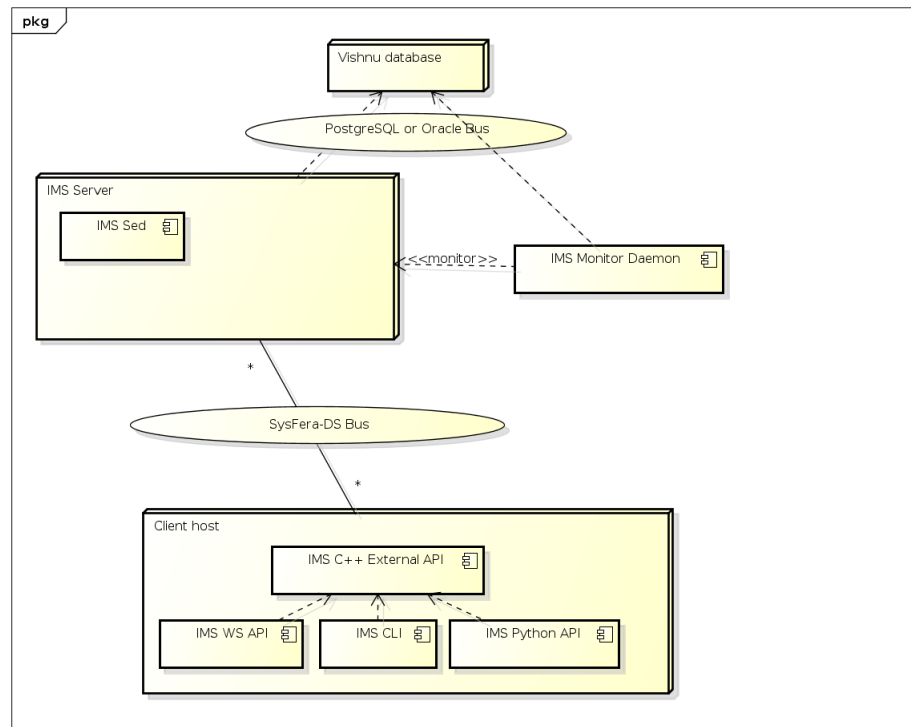 pkg
Vishnu database
PostgreSQL or Oracle Bus
IMS Server
IMS Sed
<<monitor>>
IMS Monitor Daemon
*
SysFera-DS Bus
*
Client host
IMS C++ External API
IMS WS API
IMS CLI
IMS Python API